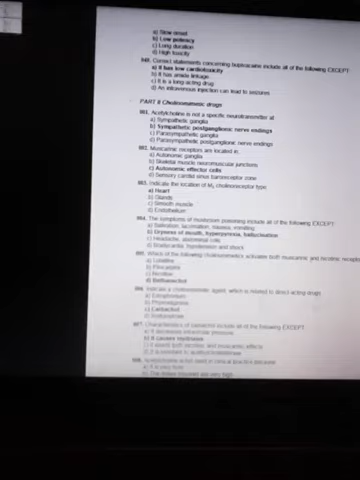 a) Slow onset
b) Low potency
c) Long duration
d) High toxicity
Correct statements concerning bupivacaine include all of the following EXCEPT:
a) It has low cardiotoxicity
b) It has amide linkage
c) It is a long-acting drug
d) An intravenous injection can lead to seizures
PART II Cholinomimetic drugs
Acetylcholine is not a specific neurotransmitter at
a) Sympathetic ganglia
b) Sympathetic postganglionic nerve endings
c) Parasympathetic ganglia
d) Parasympathetic postganglionic nerve endings
Muscarinic receptors are located in
a) Autonomic ganglia
b) Skeletal muscle neuromuscular junctions
c) Autonomic effector cells
d) Sensory carotid sinus baroreceptor zone
Indicate the location of M2 cholinoreceptor type
a) Heart
b) Glands
c) Smooth muscle
d) Endothelium
The symptoms of mushroom poisoning include all of the following EXCEPT:
a) Salivation, lacrimation, nausea, vomiting
b) Dryness of mouth, hyperpyrexia, hallucination
c) Headache, abdominal colic
d) Bradycardia, hypotension and shock
Which of the following cholinomimetics activates both muscarinic and nicotinic
a) Lobeline
b) Pilocarpine
c) Nicotine
d) Bethanechol
Indicate a cholinomimetic agent, which is related to direct-acting drugs
a) Edrophonium
b) Physostigmine
c) Carbachol
d) Isoflurophate
Characteristics of carbachol include all of the following EXCEPT:
a) It decreases intraocular pressure
b) It causes mydriasis
c) It exerts both nicotinic and muscarinic effects
d) It is resistant to acetylcholinesterase
Acetylcholine is not used in clinical practice because